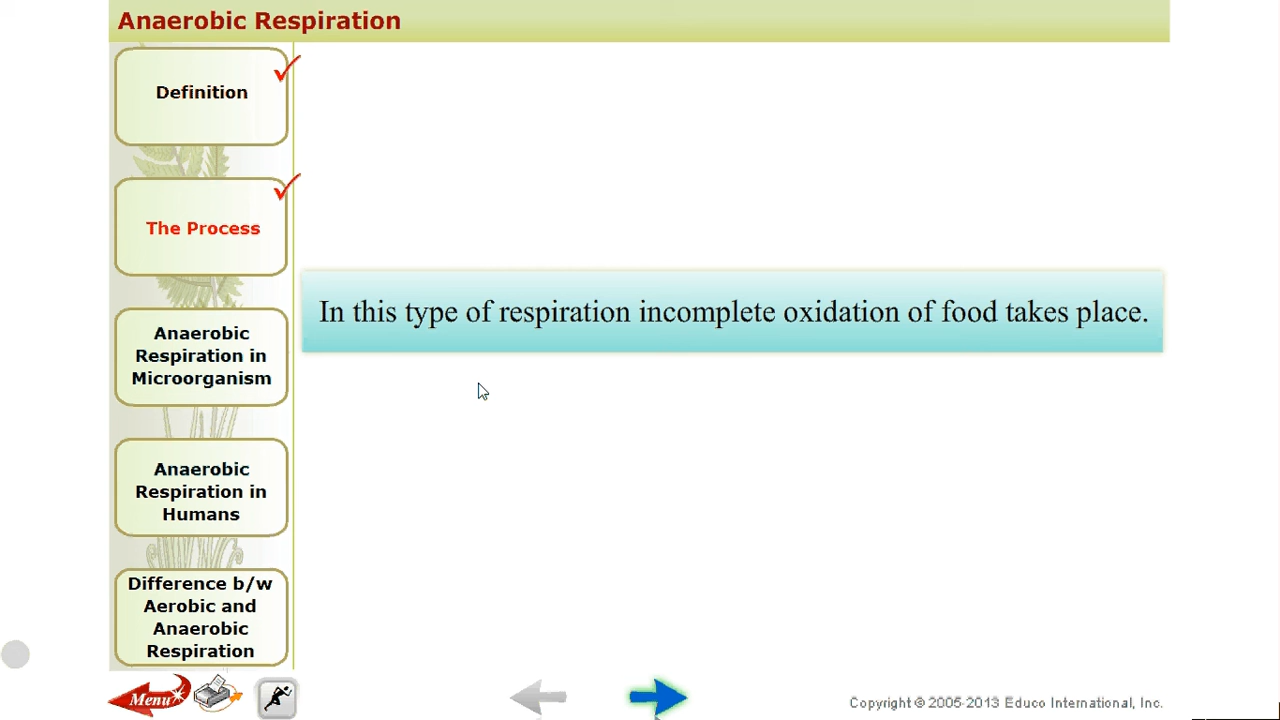 Anaerobic Respiration
Definition
The Process
Anaerobic
Respiration in
Microorganism
Anaerobic
Respiration in
Humans
Difference b/w
Aerobic and
Anaerobic
Respiration
In this type of respiration incomplete oxidation of food takes place.
Menu
Copyright © 2005-2013 Educo International, Inc.